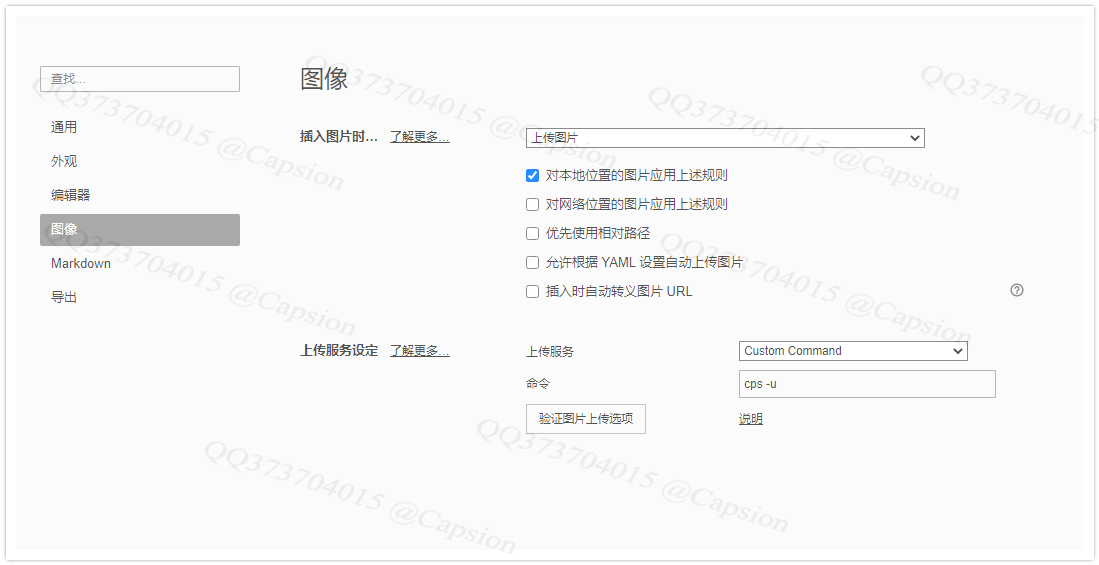 图像
查找...
通用
外观
编辑器
图像
Markdown
导出
插入图片时... 了解更多... 上传图片
对本地位置的图片应用上述规则
对网络位置的图片应用上述规则
优先使用相对路径
允许根据 YAML 设置自动上传图片
插入时自动转义图片 URL
上传服务设定 了解更多... 上传服务 Custom Command
命令 cps -u
验证图片上传选项 说明
QQ373704015 @Capsion
QQ373704015 @Capsion
QQ373704015 @Capsion
QQ373704015
QQ373704015 @Capsion
QQ373704015 @Capsion
QQ373704015 @Capsion
QQ373704015 @Capsion